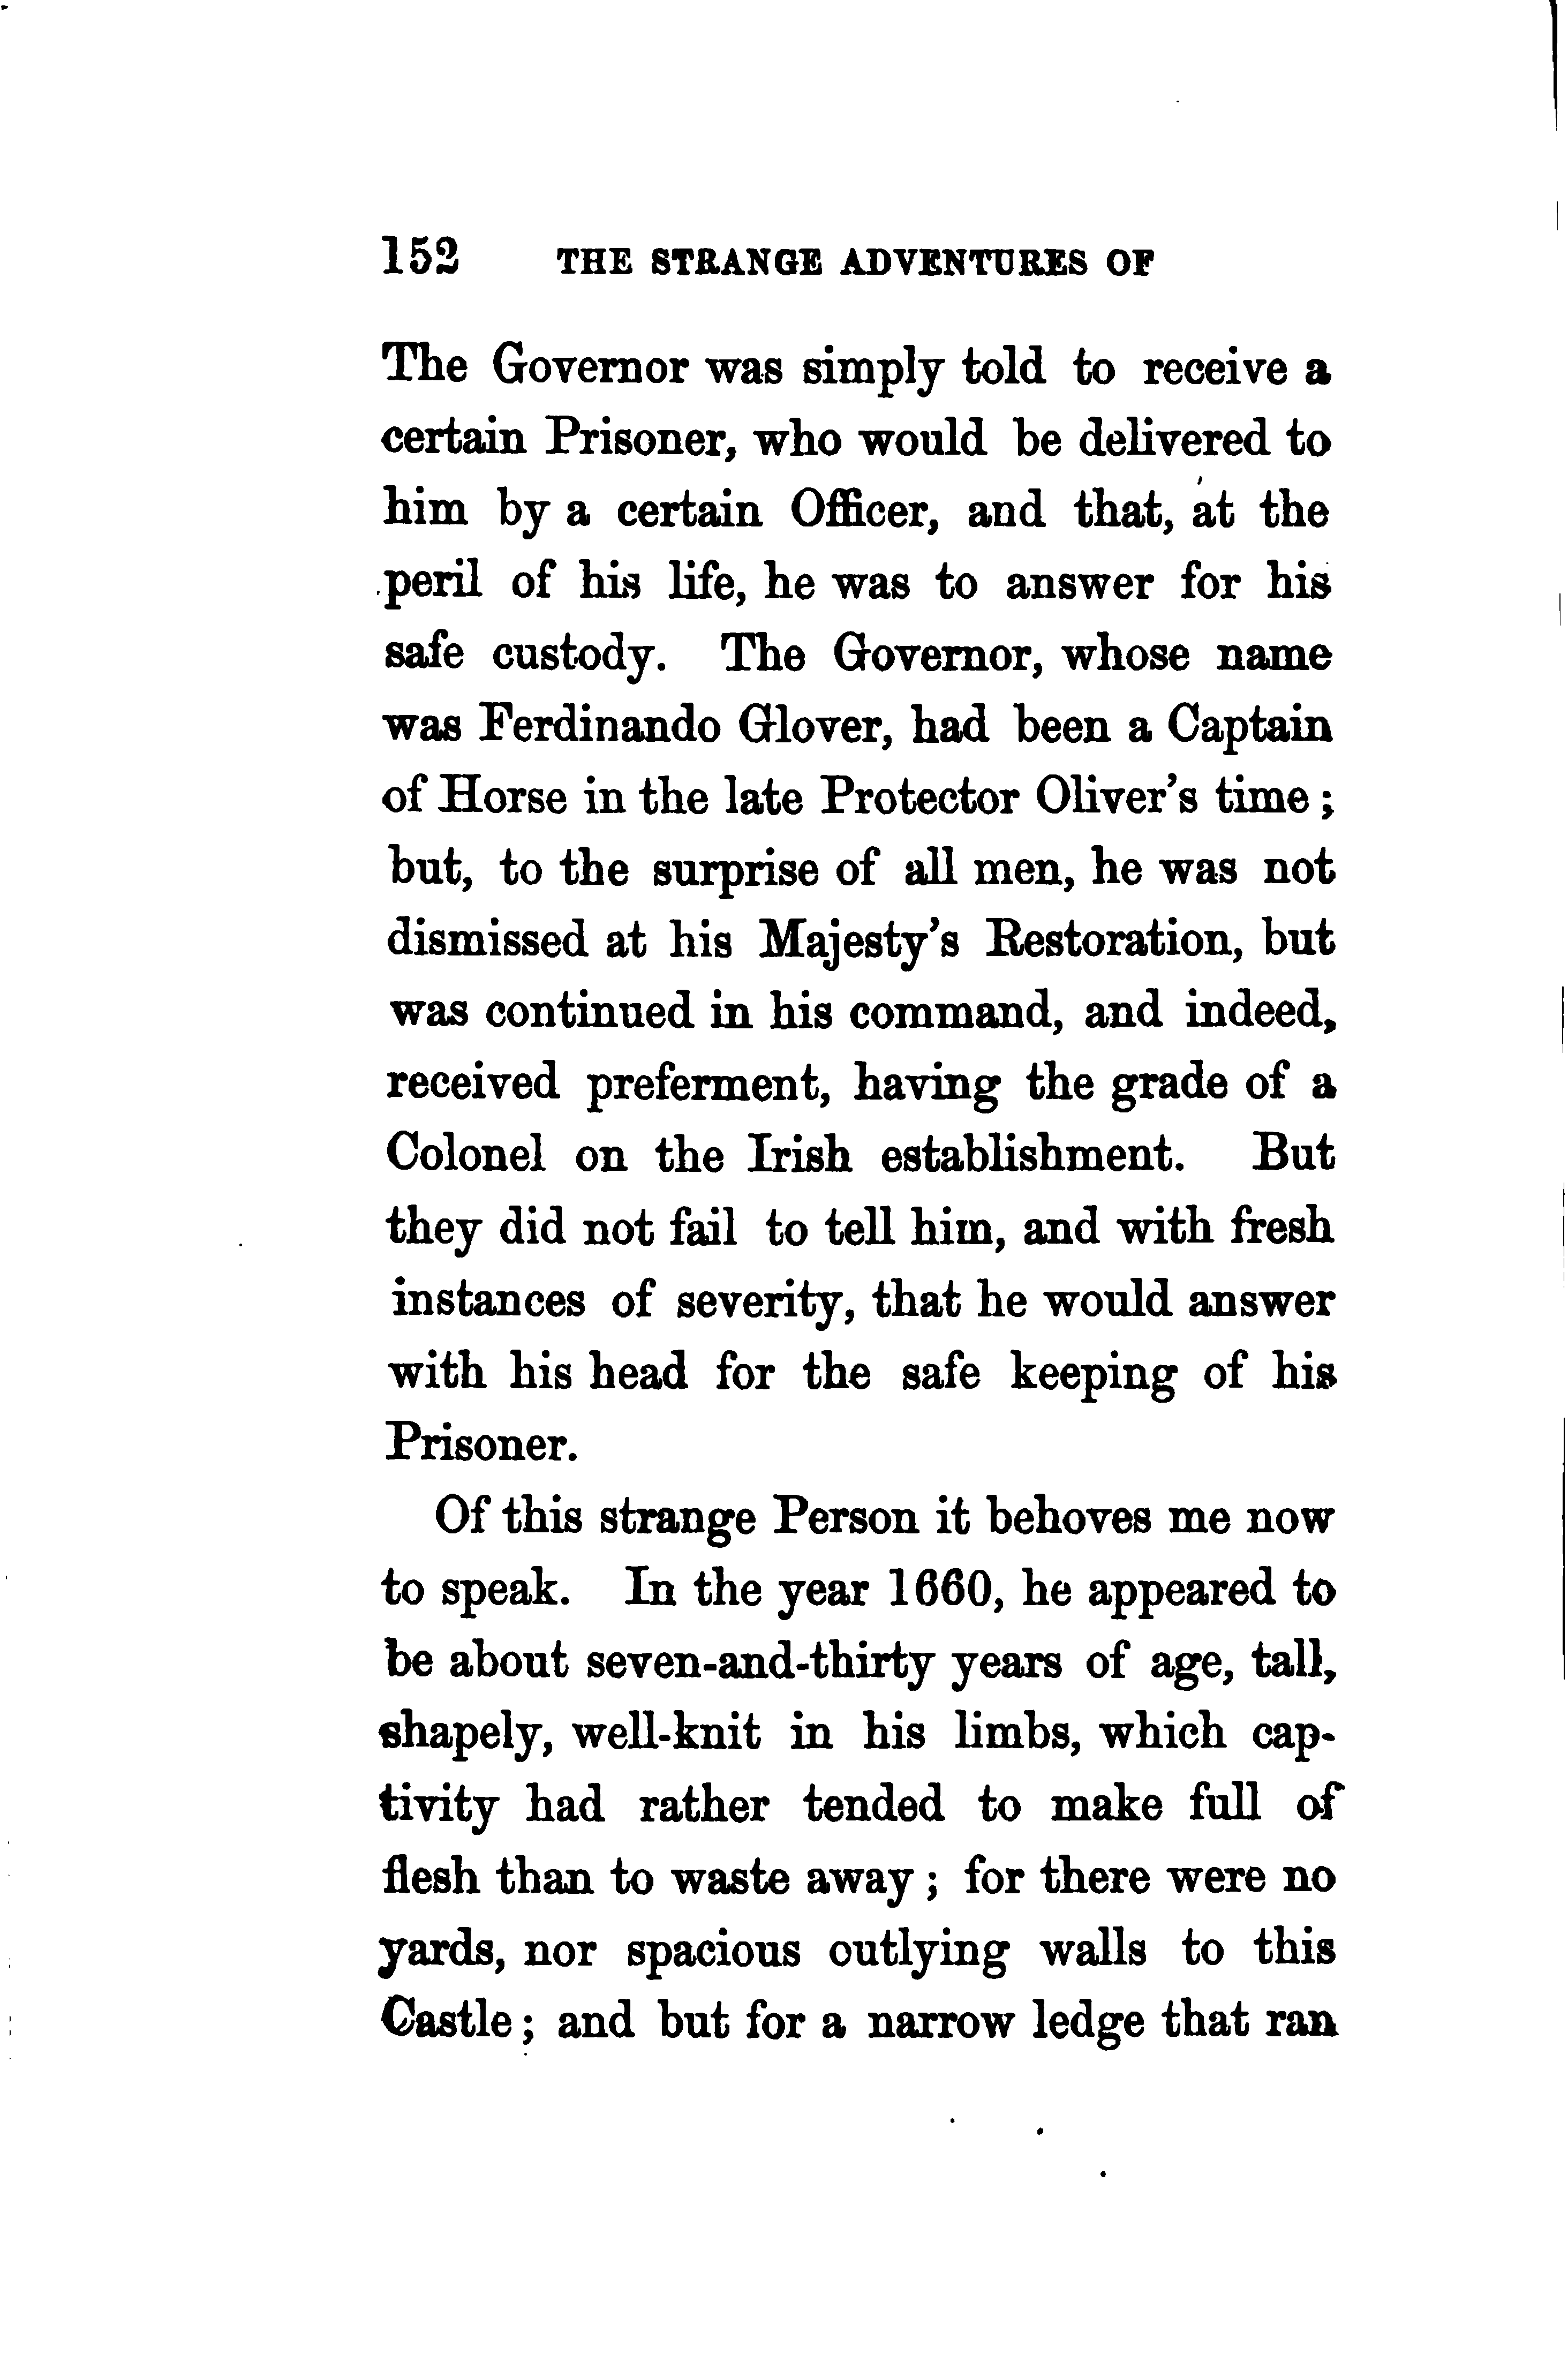 152 THE STRANGE ADVENTURES OF
The Governor was simply told to receive a
certain Prisoner, who would be delivered to
him by a certain Officer, and that, at the
peril of his life, he was to answer for his
safe custody. The Governor, whose name
was Ferdinando Glover, had been a Captain
of Horse in the late Protector Oliver's time;
but, to the surprise of all men, he was not
dismissed at his Majesty's Restoration, but
was continued in his command, and indeed,
received preferment, having the grade of a
Colonel on the Irish establishment. But
they did not fail to tell him, and with fresh
instances of severity, that he would answer
with his head for the safe keeping of his
Prisoner.
Of this strange Person it behoves me now
to speak. In the year 1660, he appeared to
be about seven-and-thirty years of age, tall,
shapely, well-knit in his limbs, which cap-
tivity had rather tended to make full of
flesh than to waste away; for there were no
yards, nor spacious outlying walls to this
Castle; and but for a narrow ledge that ran